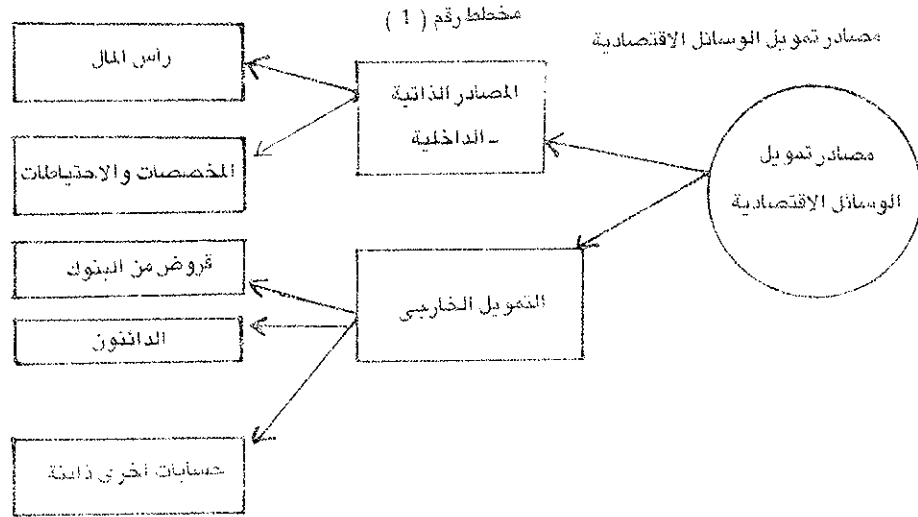 مخطط رقم ( 1 )
مصادر تمويل الوسائل الاقتصادية
مصادر تمويل
الوسائل الاقتصادية
المصادر الذاتية
ـ الداخلية
رأس المال
المخصصات والاحتياطات
التمويل الخارجي
قروض من البنوك
الدائنون
حسابات اخرى دائنة